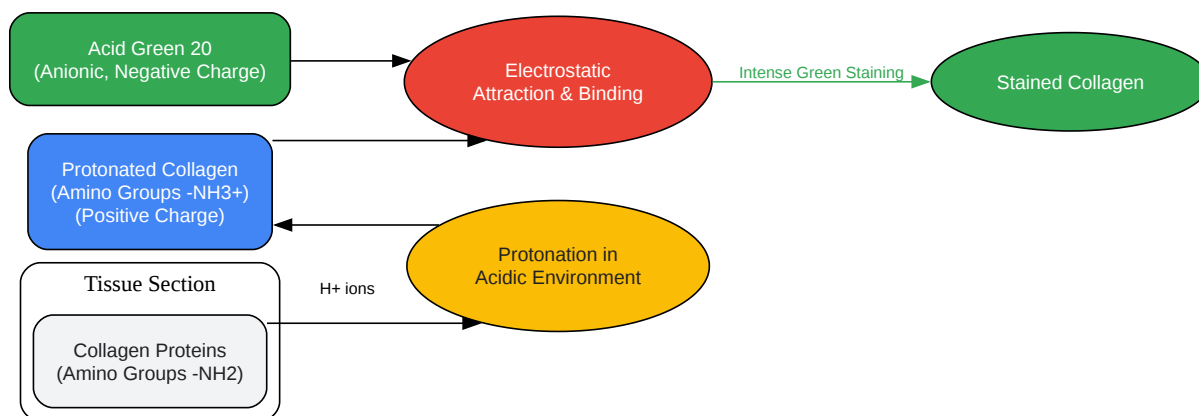 Acid Green 20
(Anionic, Negative Charge)
Electrostatic
Attraction & Binding
Intense Green Staining
Stained Collagen
Protonated Collagen
(Amino Groups -NH3+)
(Positive Charge)
Protonation in
Acidic Environment
Tissue Section
H+ ions
Collagen Proteins
(Amino Groups -NH2)